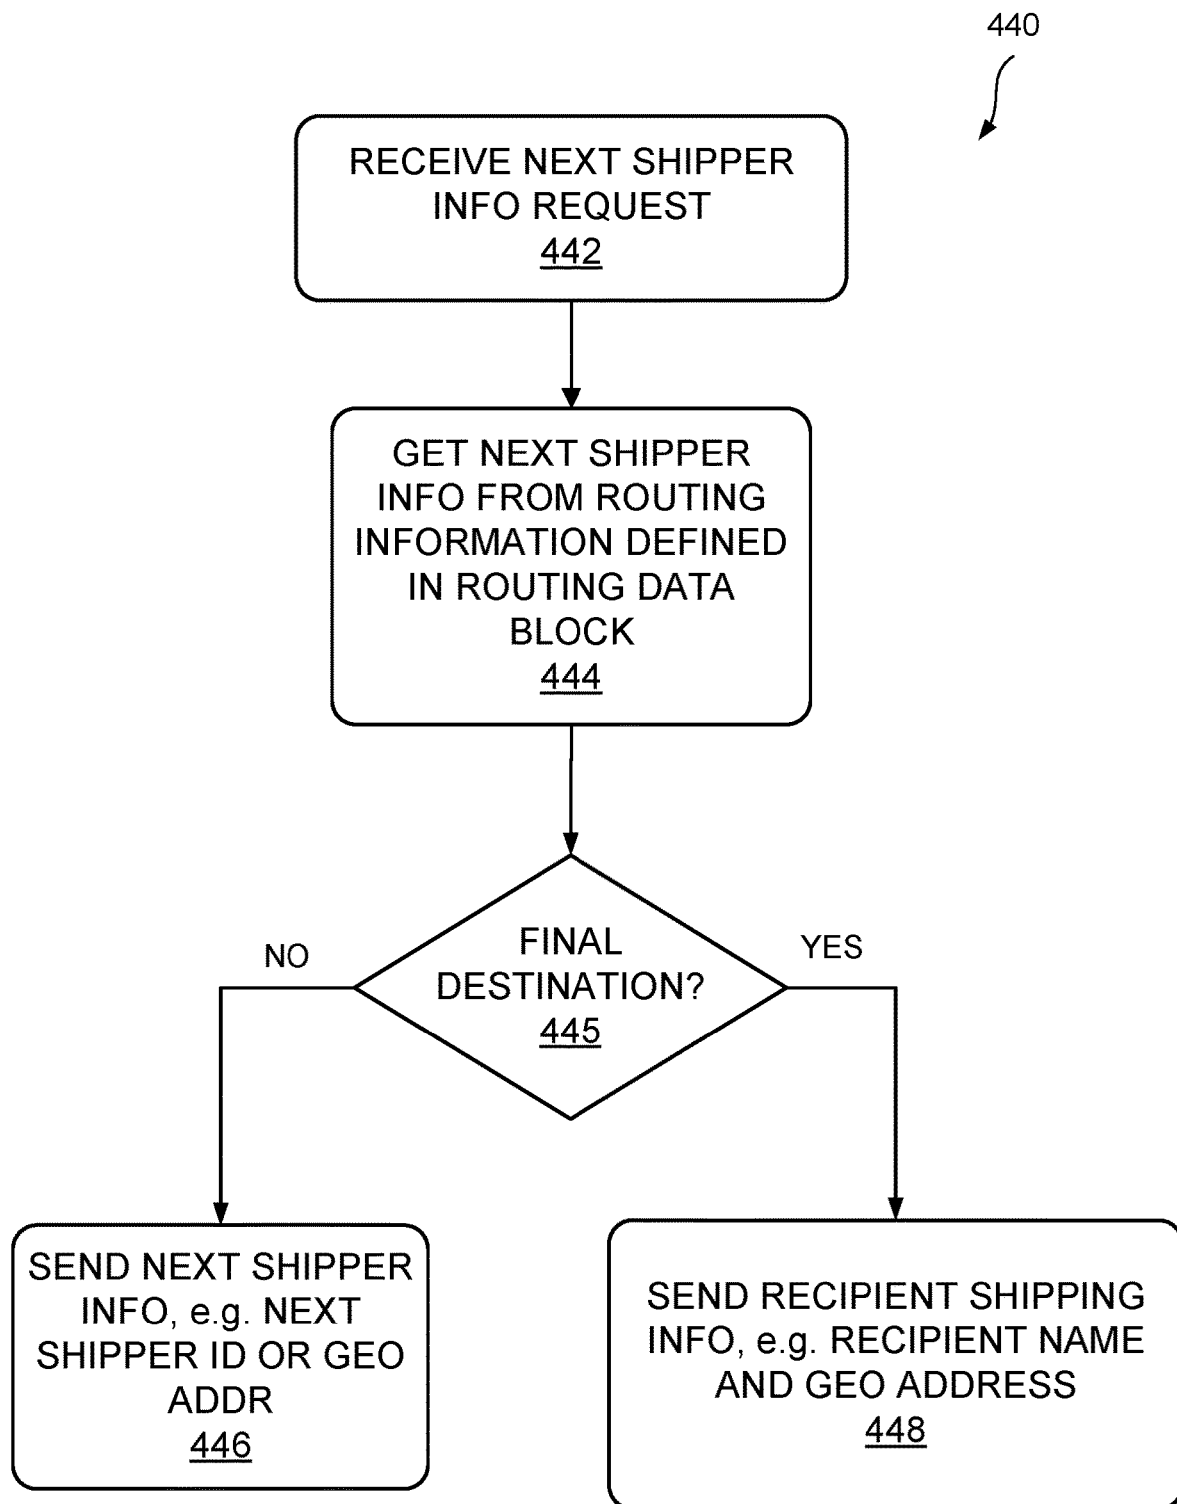 440
RECEIVE NEXT SHIPPER
INFO REQUEST
442
GET NEXT SHIPPER
INFO FROM ROUTING
INFORMATION DEFINED
IN ROUTING DATA
BLOCK
444
NO
FINAL
DESTINATION?
445
YES
SEND NEXT SHIPPER
INFO, e.g. NEXT
SHIPPER ID OR GEO
ADDR
446
SEND RECIPIENT SHIPPING
INFO, e.g. RECIPIENT NAME
AND GEO ADDRESS
448